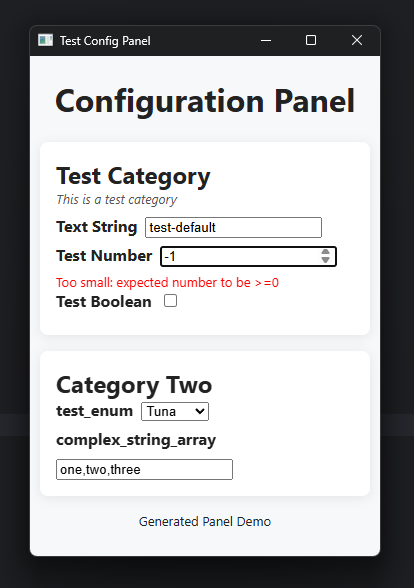 Test Config Panel
Configuration Panel
Test Category
This is a test category
Text String test-default
Test Number -1
Too small: expected number to be >=0
Test Boolean
Category Two
test_enum Tuna
complex_string_array
one,two,three
Generated Panel Demo